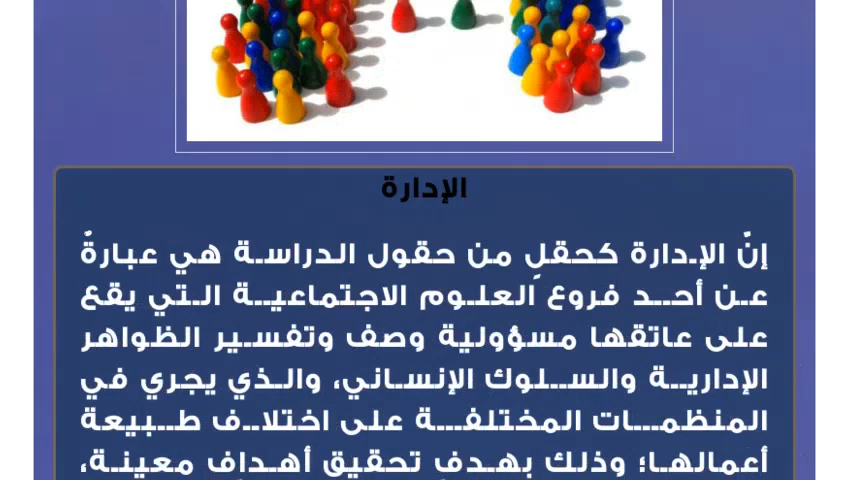 الإدارة
إنّ الإدارة كحقلٍ من حقول الدراسة هي عبارةٌ
عن أحد فروع العلوم الاجتماعية التي يقع
على عاتقها مسؤولية وصف وتفسير الظواهر
الإدارية والسلوك الإنساني، والذي يجري في
المنظمات المختلفة على اختلاف طبيعة
أعمالها؛ وذلك بهدف تحقيق أهداف معينة،